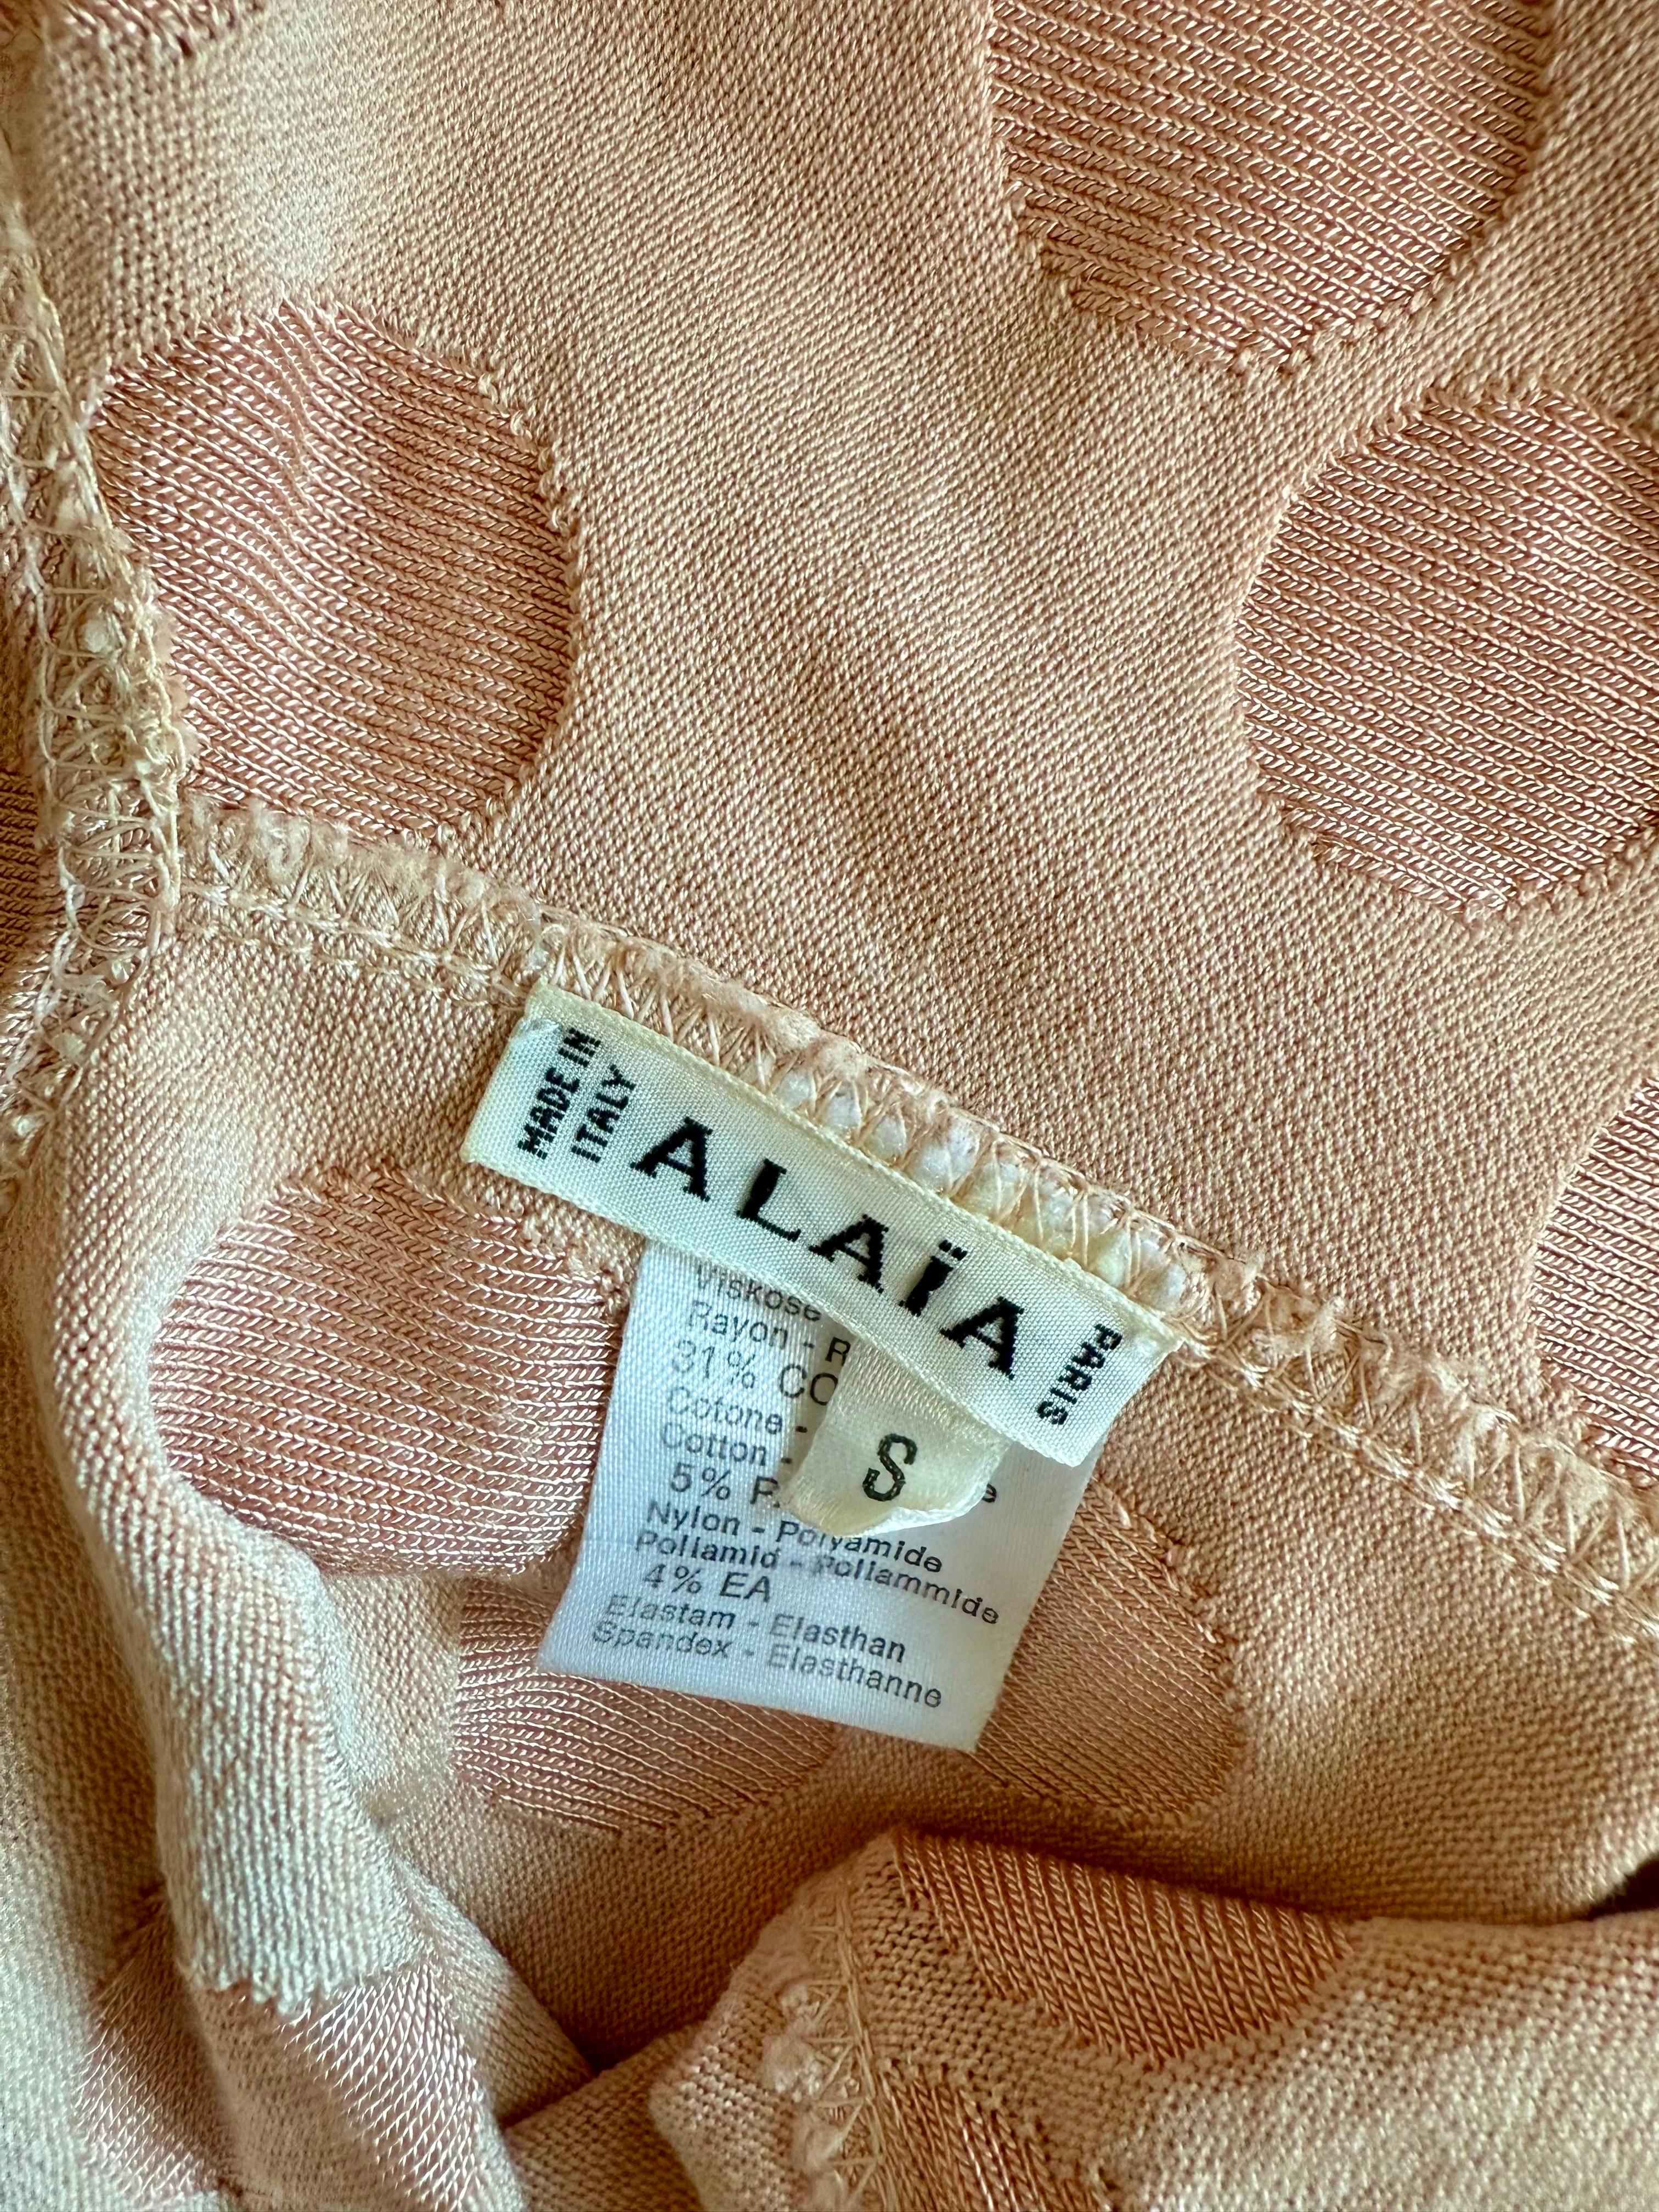 MADE IN
ITALY
ALAÏA
PARIS
S
Viskose
Rayon - R
31% CO
Cotone -
Cotton -
5% P
Nylon - Polyamide
Poliamid - Poliammide
4% EA
Elastam - Elasthan
Spandex - Elasthanne